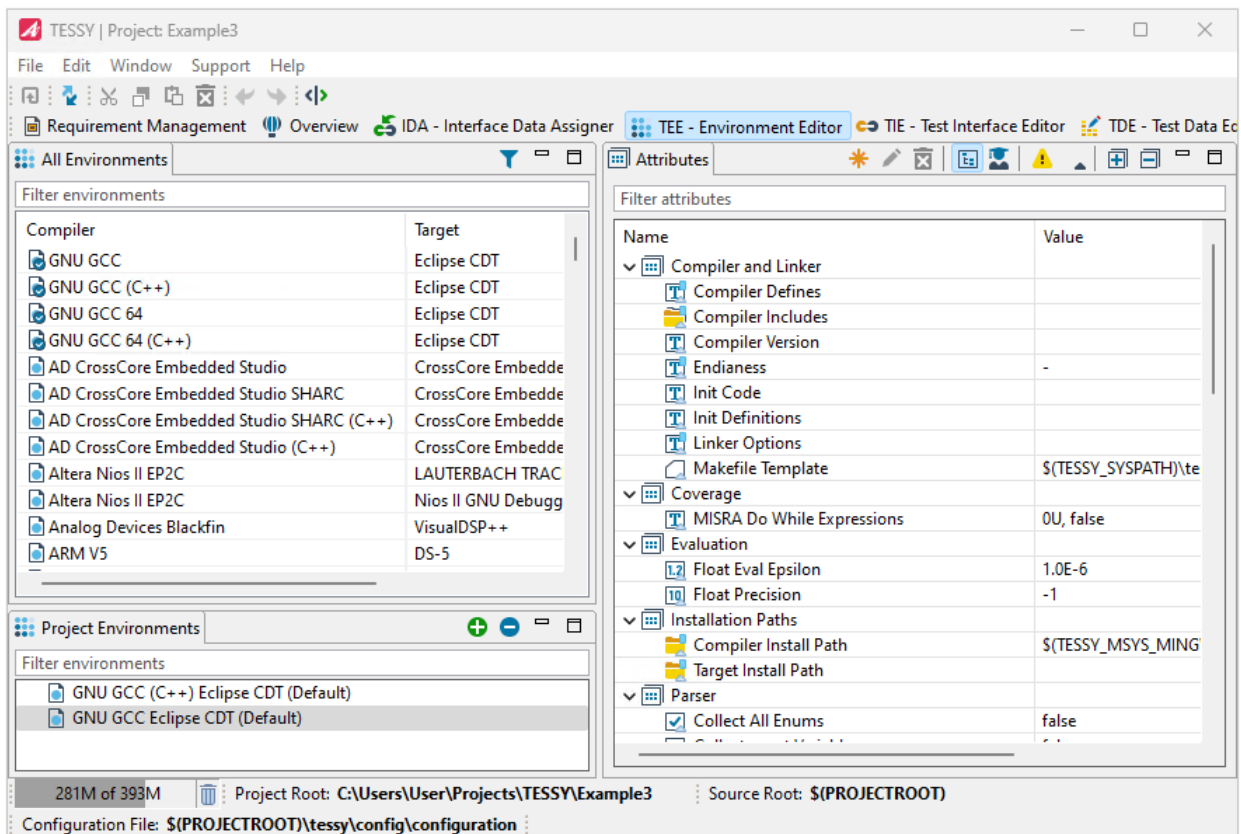 TESSY | Project: Example3
File Edit Window Support Help
Requirement Management Overview IDA - Interface Data Assigner TEE - Environment Editor TIE - Test Interface Editor TDE - Test Data Ed
All Environments
Filter environments
Compiler Target
GNU GCC Eclipse CDT
GNU GCC (C++) Eclipse CDT
GNU GCC 64 Eclipse CDT
GNU GCC 64 (C++) Eclipse CDT
AD CrossCore Embedded Studio CrossCore Embedde
AD CrossCore Embedded Studio SHARC CrossCore Embedde
AD CrossCore Embedded Studio SHARC (C++) CrossCore Embedde
AD CrossCore Embedded Studio (C++) CrossCore Embedde
Altera Nios II EP2C LAUTERBACH TRAC
Altera Nios II EP2C Nios II GNU Debugg
Analog Devices Blackfin VisualDSP++
ARM V5 DS-5
Project Environments
Filter environments
GNU GCC (C++) Eclipse CDT (Default)
GNU GCC Eclipse CDT (Default)
Attributes
Filter attributes
Name Value
Compiler and Linker
Compiler Defines
Compiler Includes
Compiler Version
Endianess -
Init Code
Init Definitions
Linker Options
Makefile Template $(TESSY_SYSPATH)\te
Coverage
MISRA Do While Expressions 0U, false
Evaluation
Float Eval Epsilon 1.0E-6
Float Precision -1
Installation Paths
Compiler Install Path $(TESSY_MSYS_MING
Target Install Path
Parser
Collect All Enums false
281M of 393M Project Root: C:\Users\User\Projects\TESSY\Example3 Source Root: $(PROJECTROOT)
Configuration File: $(PROJECTROOT)\tessy\config\configuration